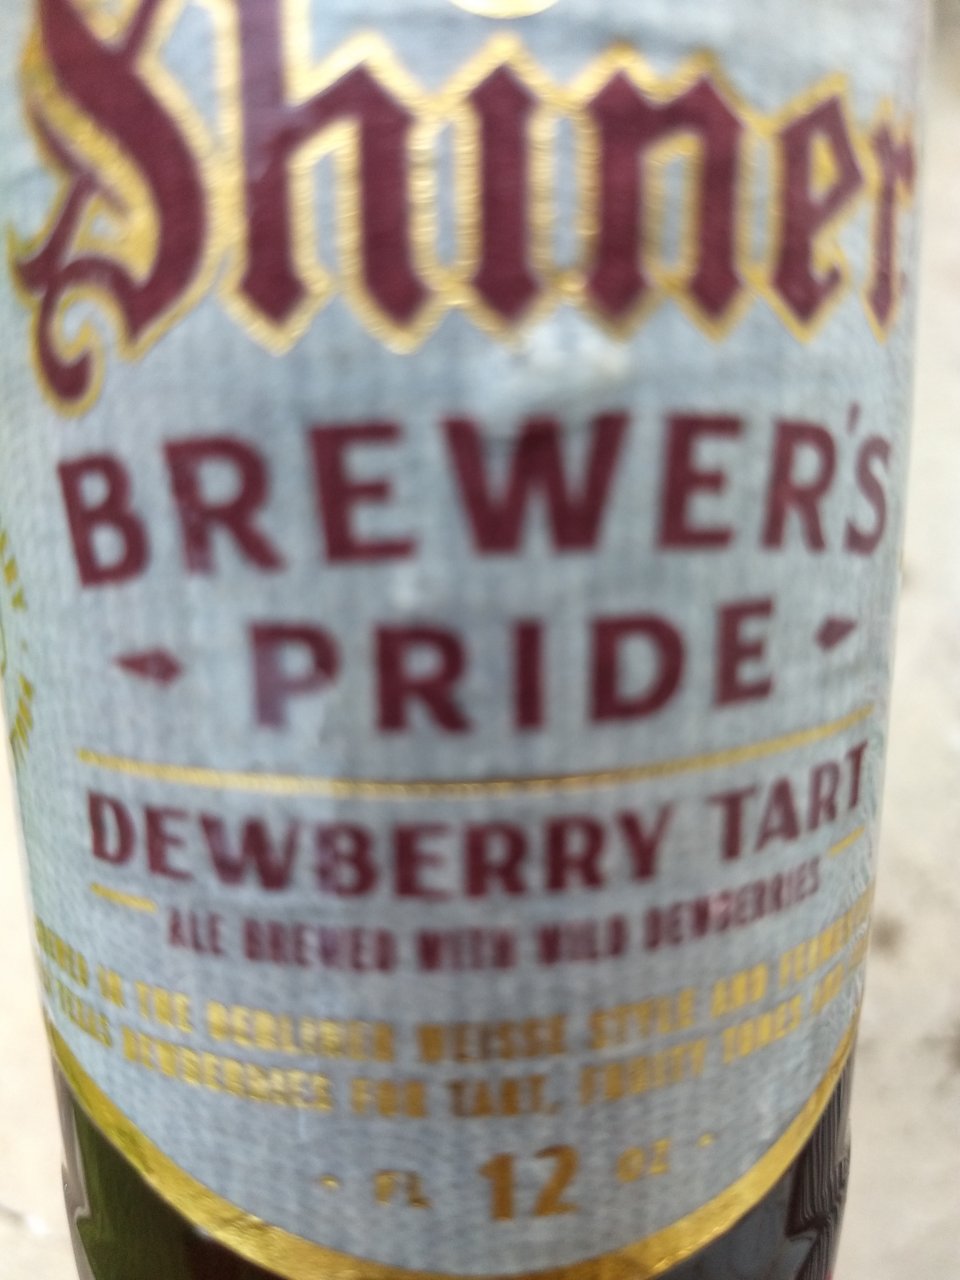 Shiner
BREWER'S
PRIDE
DEWBERRY TART
ALE BREWED WITH WILD DEWBERRIES
IN THE BERLINER WEISSE STYLE AND
TEXAS DEWBERRIES FOR TART, FRUITY TONES
FL 12 OZ